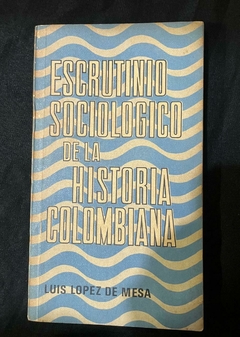 ESCRUTINIO
SOCIOLOGICO
DE LA
HISTORIA
COLOMBIANA
LUIS LOPEZ DE MESA